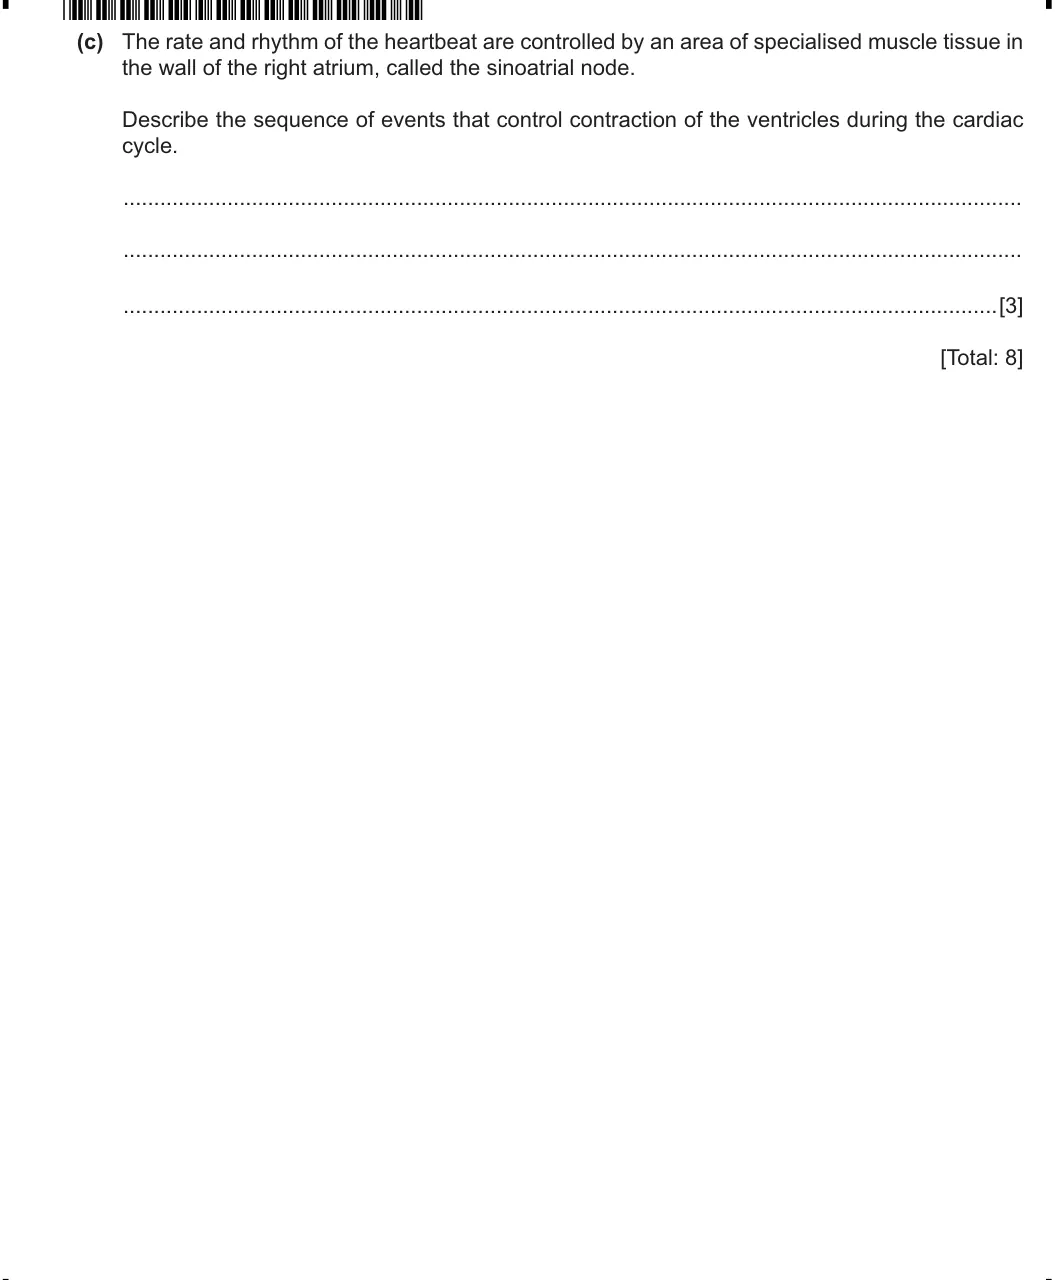 (c) The rate and rhythm of the heartbeat are controlled by an area of specialised muscle tissue in
the wall of the right atrium, called the sinoatrial node.
Describe the sequence of events that control contraction of the ventricles during the cardiac
cycle.
....................................................................................................................................................
....................................................................................................................................................
................................................................................................................................................[3]
[Total: 8]